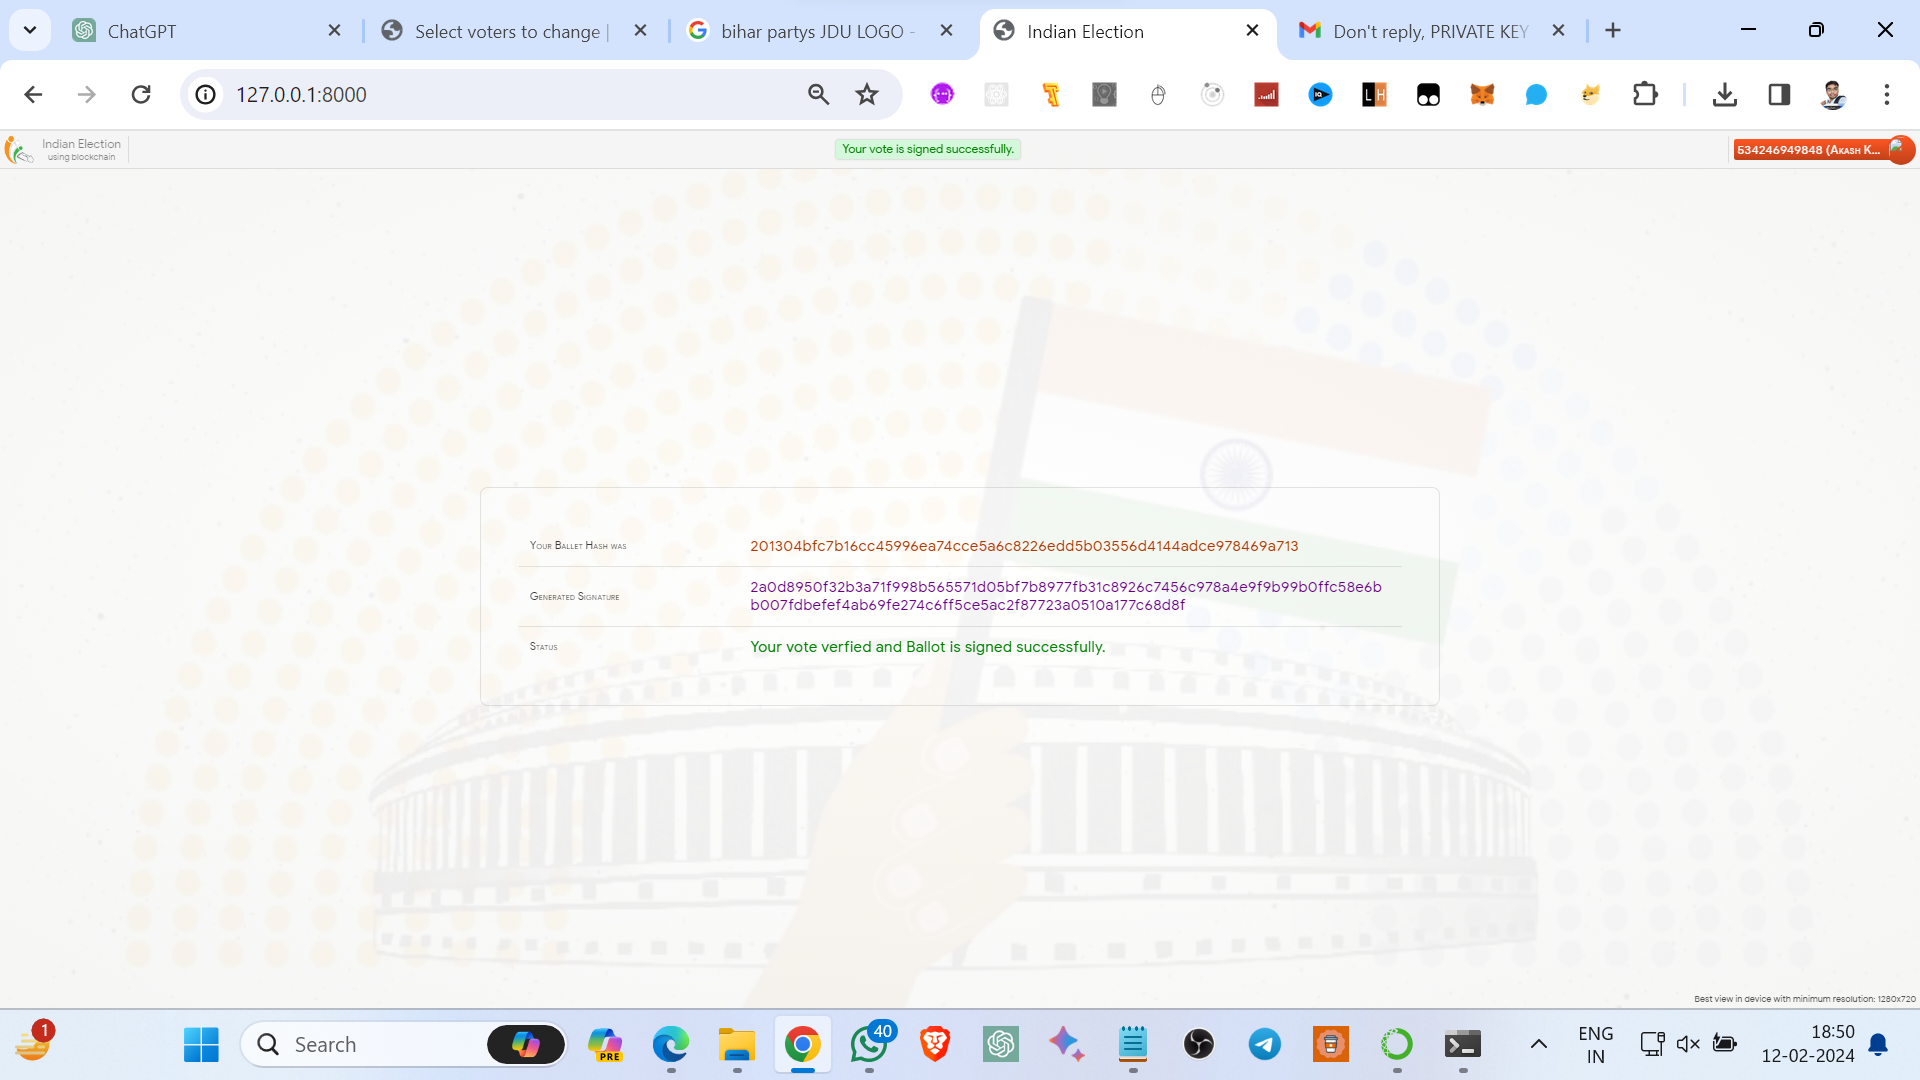 ChatGPT
Select voters to change |
bihar partys JDU LOGO -
Indian Election
Don't reply, PRIVATE KEY
127.0.0.1:8000
Indian Election
using blockchain
Your vote is signed successfully.
534246949848 (Akash K...
Your Ballet Hash was
201304bfc7b16cc45996ea74cce5a6c8226edd5b03556d4144adce978469a713
Generated Signature
2a0d8950f32b3a71f998b565571d05bf7b8977fb31c8926c7456c978a4e9f9b99b0ffc58e6b
b007fdbefef4ab69fe274c6ff5ce5ac2f87723a0510a177c68d8f
Status
Your vote verfied and Ballot is signed successfully.
Best view in device with minimum resolution: 1280x720
1
Search
PRE
40
ENG
IN
18:50
12-02-2024